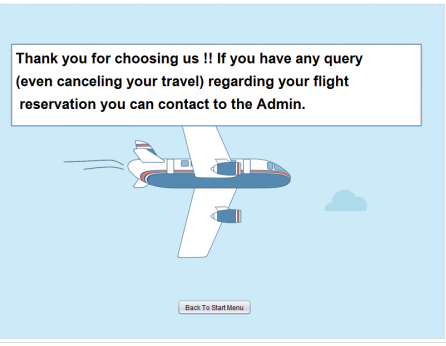 Thank you for choosing us !! If you have any query
(even canceling your travel) regarding your flight
reservation you can contact to the Admin.
Back To Start Menu